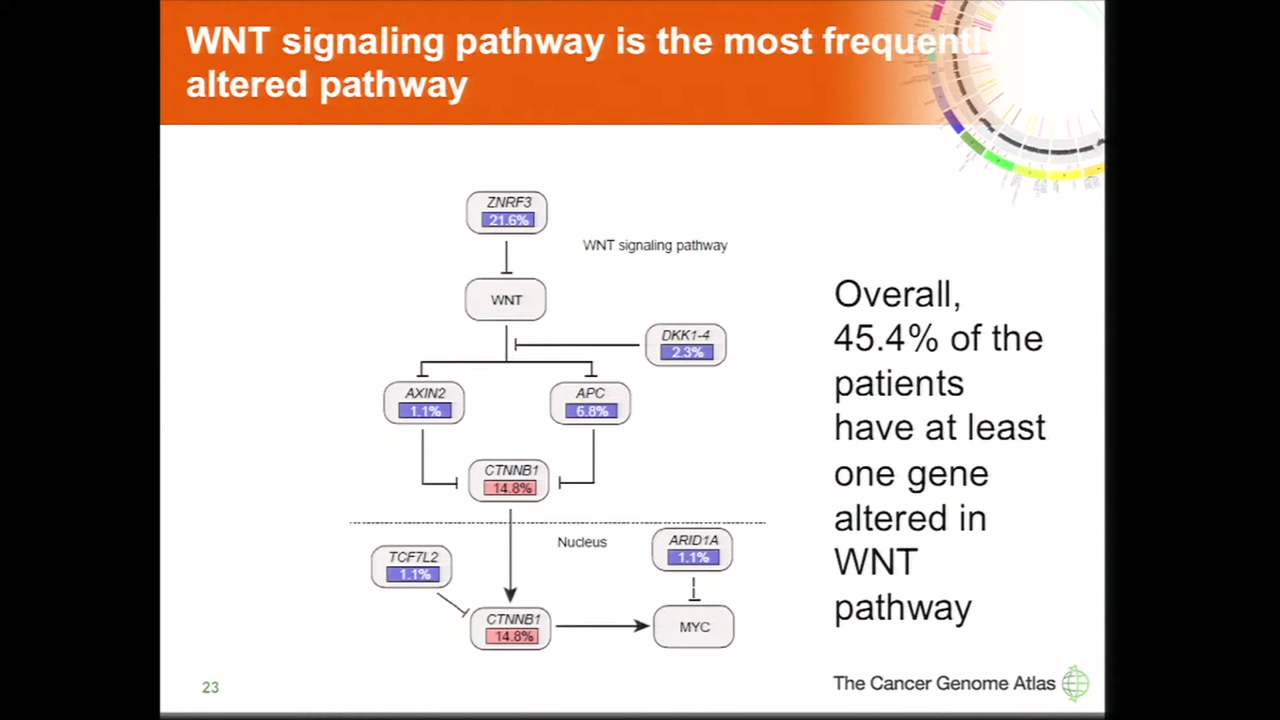 WNT signaling pathway is the most frequently
altered pathway
ZNRF3
21.6%
WNT signaling pathway
WNT
DKK1-4
2.3%
AXIN2
1.1%
APC
6.8%
CTNNB1
14.8%
Nucleus
TCF7L2
1.1%
ARID1A
1.1%
CTNNB1
14.8%
MYC
Overall,
45.4% of the
patients
have at least
one gene
altered in
WNT
pathway
23
The Cancer Genome Atlas